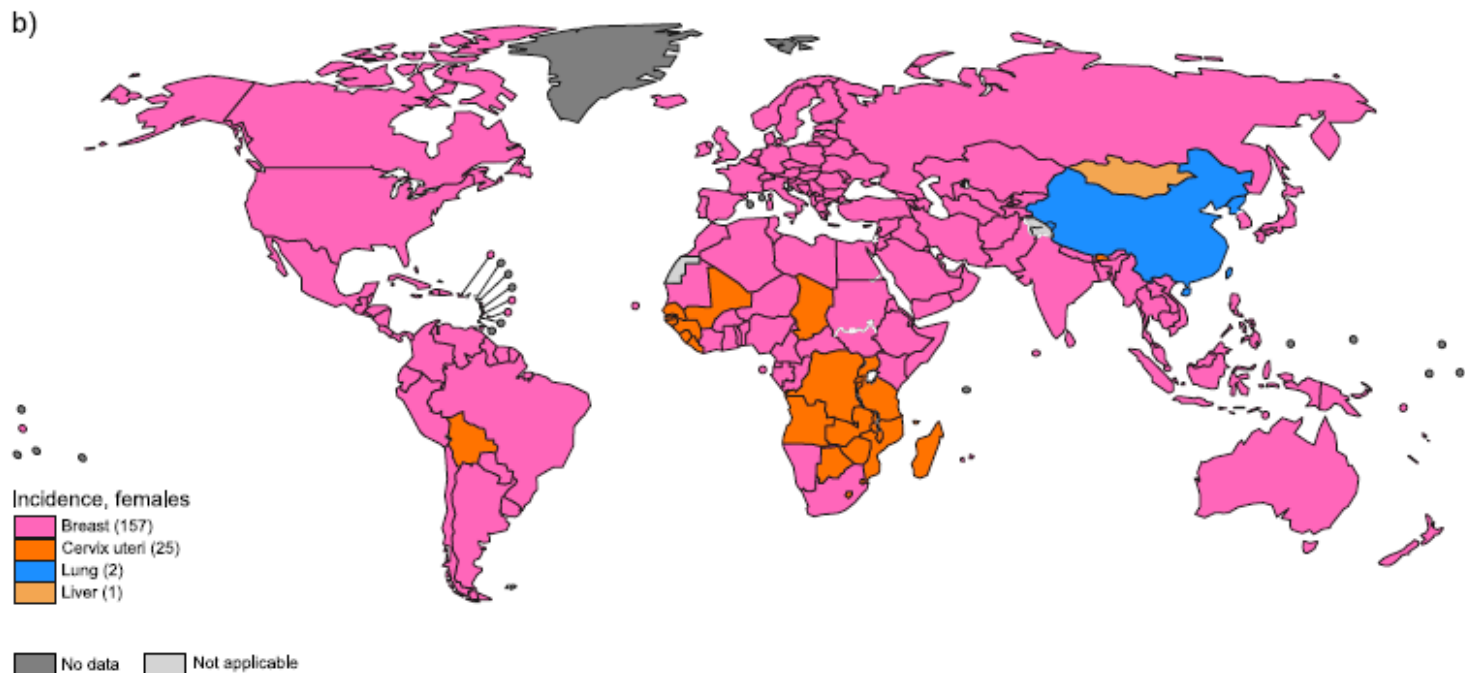 b)
Incidence, females
Breast (157)
Cervix uteri (25)
Lung (2)
Liver (1)
No data
Not applicable